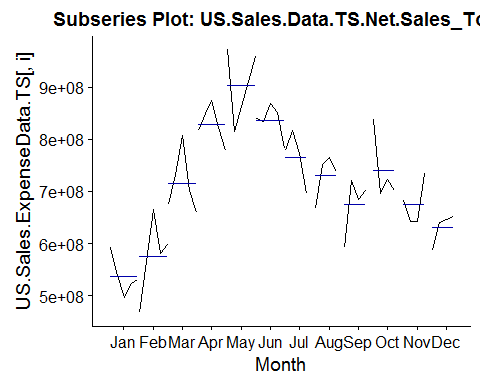 Subseries Plot: US.Sales.Data.TS.Net.Sales_To
US.Sales.ExpenseData.TS[, i]
9e+08
8e+08
7e+08
6e+08
5e+08
Jan Feb Mar Apr May Jun Jul Aug Sep Oct Nov Dec
Month